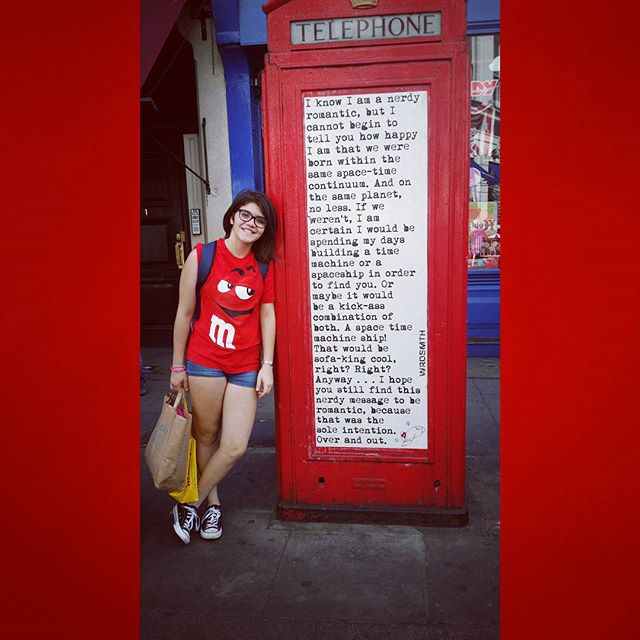 TELEPHONE
I know I am a nerdy
romantic, but I
cannot begin to
tell you how happy
I am that we were
born within the
same space-time
continuum. And on
the same planet,
no less. If we
weren't, I am
certain I would be
spending my days
building a time
machine or a
spaceship in order
to find you. Or
maybe it would
be a kick-ass
combination of
both. A space time
machine ship!
That would be
sofa-king cool,
right? Right?
Anyway . . . I hope
you still find this
nerdy message to be
romantic, because
that was the
sole intention.
Over and out.
WRDSMTH
m